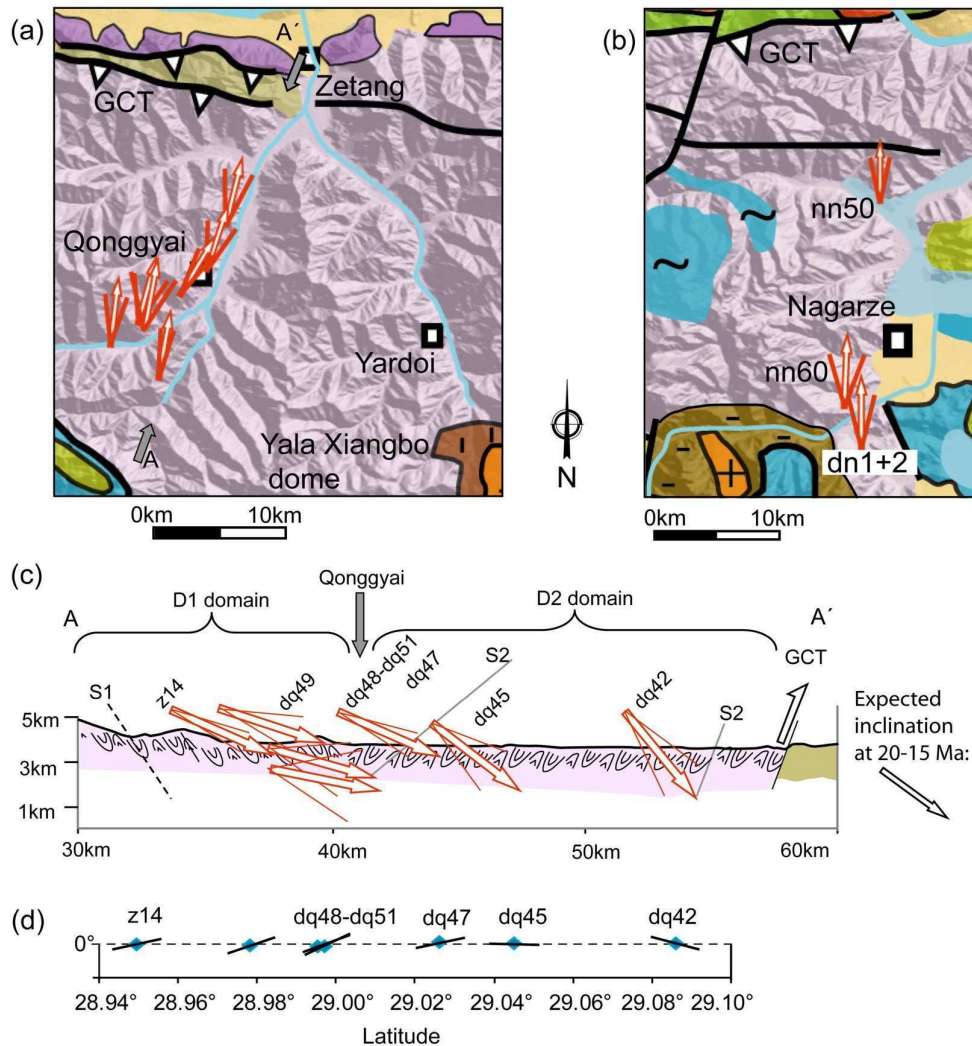 (a)
A´
Zetang
GCT
Qonggyai
Yardoi
A
Yala Xiangbo
dome
0km 10km
N
(b)
GCT
nn50
Nagarze
nn60
dn1+2
0km 10km
(c)
Qonggyai
A
D1 domain
D2 domain
A´
GCT
S1
z14
dq49
dq48-dq51
dq47
S2
dq45
dq42
S2
Expected
inclination
at 20-15 Ma:
5km
3km
1km
30km 40km 50km 60km
(d)
z14 dq48-dq51 dq47 dq45 dq42
0°
28.94° 28.96° 28.98° 29.00° 29.02° 29.04° 29.06° 29.08° 29.10°
Latitude